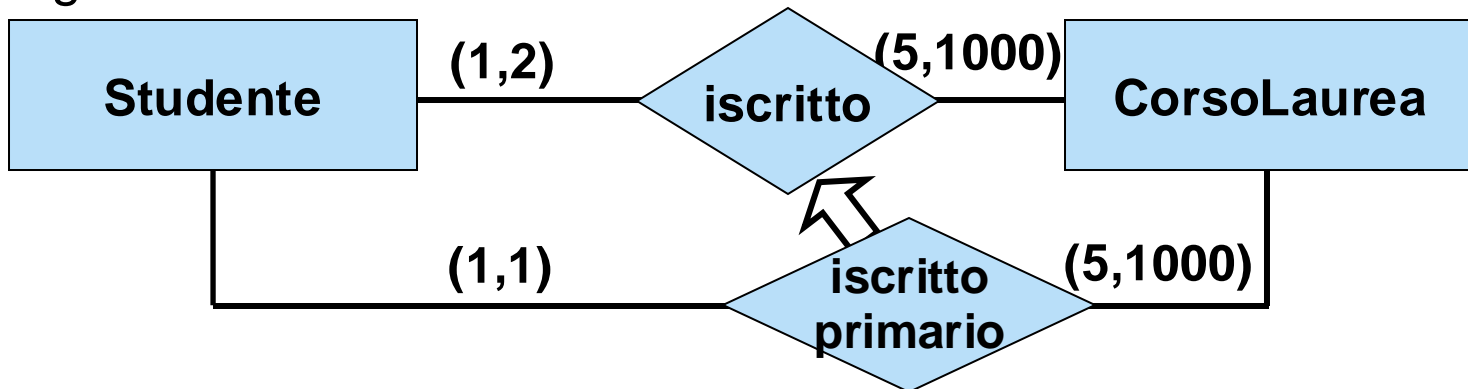 Studente
(1,2)
iscritto
(5,1000)
CorsoLaurea
(1,1)
iscritto
primario
(5,1000)